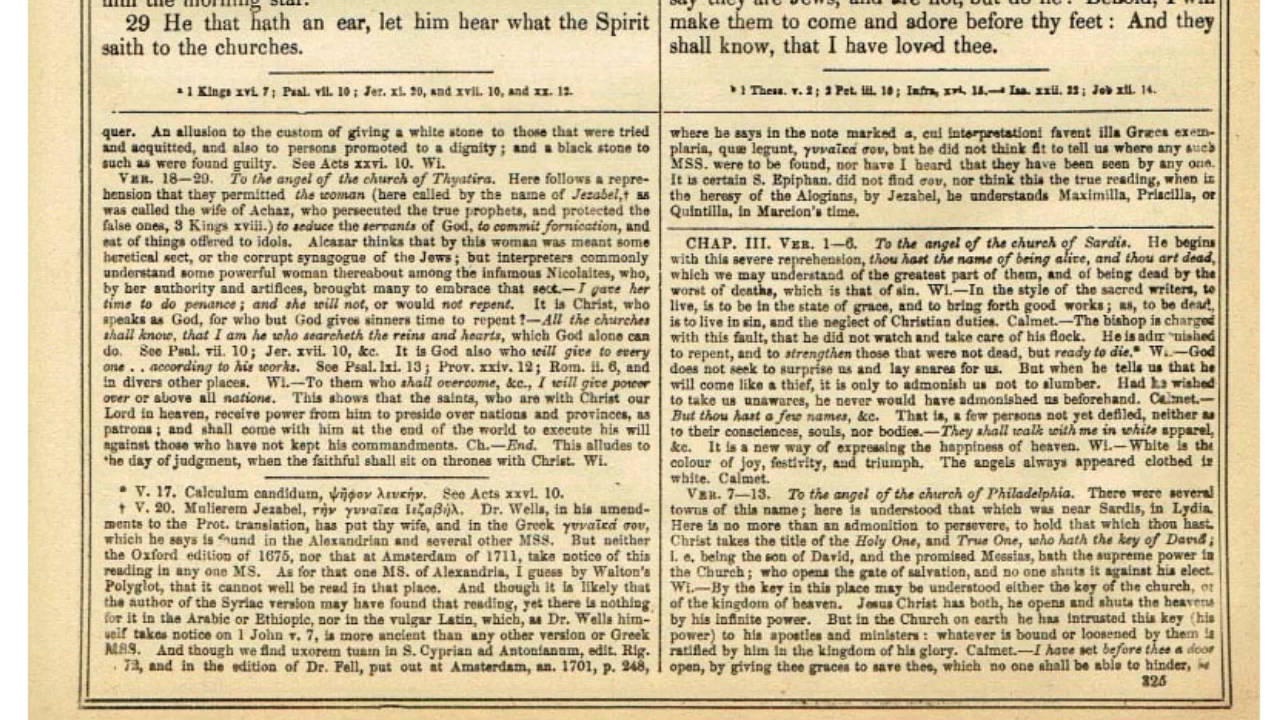 him the morning star.
29 He that hath an ear, let him hear what the Spirit
saith to the churches.
ª 1 Kings xvi. 7; Psal. vii. 10; Jer. xi. 20, and xvii. 10, and xx. 12.
quer. An allusion to the custom of giving a white stone to those that were tried
and acquitted, and also to persons promoted to a dignity; and a black stone to
such as were found guilty. See Acts xxvi. 10. Wi.
VER. 18—29. To the angel of the church of Thyatira. Here follows a repre-
hension that they permitted the woman (here called by the name of Jezabel,† as
was called the wife of Achaz, who persecuted the true prophets, and protected the
false ones, 3 Kings xviii.) to seduce the servants of God, to commit fornication, and
eat of things offered to idols. Alcazar thinks that by this woman was meant some
heretical sect, or the corrupt synagogue of the Jews; but interpreters commonly
understand some powerful woman thereabout among the infamous Nicolaites, who,
by her authority and artifices, brought many to embrace that sect.—I gave her
time to do penance; and she will not, or would not repent. It is Christ, who
speaks as God, for who but God gives sinners time to repent?—All the churches
shall know, that I am he who searcheth the reins and hearts, which God alone can
do. See Psal. vii. 10; Jer. xvii. 10, &c. It is God also who will give to every
one . . according to his works. See Psal. lxi. 13; Prov. xxiv. 12; Rom. ii. 6, and
in divers other places. Wi.—To them who shall overcome, &c., I will give power
over or above all nations. This shows that the saints, who are with Christ our
Lord in heaven, receive power from him to preside over nations and provinces, as
patrons; and shall come with him at the end of the world to execute his will
against those who have not kept his commandments. Ch.—End. This alludes to
the day of judgment, when the faithful shall sit on thrones with Christ. Wi.
* V. 17. Calculum candidum, ψῆφον λευκήν. See Acts xxvi. 10.
† V. 20. Mulierem Jezabel, τὴν γυναῖκα Ιεζαβήλ. Dr. Wells, in his amend-
ments to the Prot. translation, has put thy wife, and in the Greek γυναῖκά σου,
which he says is found in the Alexandrian and several other MSS. But neither
the Oxford edition of 1675, nor that at Amsterdam of 1711, take notice of this
reading in any one MS. As for that one MS. of Alexandria, I guess by Walton's
Polyglot, that it cannot well be read in that place. And though it is likely that
the author of the Syriac version may have found that reading, yet there is nothing
for it in the Arabic or Ethiopic, nor in the vulgar Latin, which, as Dr. Wells him-
self takes notice on 1 John v. 7, is more ancient than any other version or Greek
MSS. And though we find uxorem tuam in S. Cyprian ad Antonianum, edit. Rig.
72, and in the edition of Dr. Fell, put out at Amsterdam, an. 1701, p. 248,
say they are Jews, and are not, but do lie: Behold, I will
make them to come and adore before thy feet: And they
shall know, that I have loved thee.
ᵇ 1 Thess. v. 2; 2 Pet. iii. 10; Infra, xvi. 15.—ᶜ Isa. xxii. 22; Job xii. 14.
where he says in the note marked a, cui interpretationi favent illa Græca exem-
plaria, quæ legunt, γυναῖκά σου, but he did not think fit to tell us where any such
MSS. were to be found, nor have I heard that they have been seen by any one.
It is certain S. Epiphan. did not find σου, nor think this the true reading, when in
the heresy of the Alogians, by Jezabel, he understands Maximilla, Priscilla, or
Quintilla, in Marcion's time.
CHAP. III. VER. 1—6. To the angel of the church of Sardis. He begins
with this severe reprehension, thou hast the name of being alive, and thou art dead,
which we may understand of the greatest part of them, and of being dead by the
worst of deaths, which is that of sin. Wi.—In the style of the sacred writers, to
live, is to be in the state of grace, and to bring forth good works; as, to be dead,
is to live in sin, and the neglect of Christian duties. Calmet.—The bishop is charged
with this fault, that he did not watch and take care of his flock. He is admonished
to repent, and to strengthen those that were not dead, but ready to die.* Wi.—God
does not seek to surprise us and lay snares for us. But when he tells us that he
will come like a thief, it is only to admonish us not to slumber. Had he wished
to take us unawares, he never would have admonished us beforehand. Calmet.—
But thou hast a few names, &c. That is, a few persons not yet defiled, neither as
to their consciences, souls, nor bodies.—They shall walk with me in white apparel,
&c. It is a new way of expressing the happiness of heaven. Wi.—White is the
colour of joy, festivity, and triumph. The angels always appeared clothed in
white. Calmet.
VER. 7—13. To the angel of the church of Philadelphia. There were several
towns of this name; here is understood that which was near Sardis, in Lydia.
Here is no more than an admonition to persevere, to hold that which thou hast.
Christ takes the title of the Holy One, and True One, who hath the key of David;
i. e. being the son of David, and the promised Messias, hath the supreme power in
the Church; who opens the gate of salvation, and no one shuts it against his elect.
Wi.—By the key in this place may be understood either the key of the church, or
of the kingdom of heaven. Jesus Christ has both, he opens and shuts the heavens
by his infinite power. But in the Church on earth he has intrusted this key (his
power) to his apostles and ministers: whatever is bound or loosened by them is
ratified by him in the kingdom of his glory. Calmet.—I have set before thee a door
open, by giving thee graces to save thee, which no one shall be able to hinder, be
325